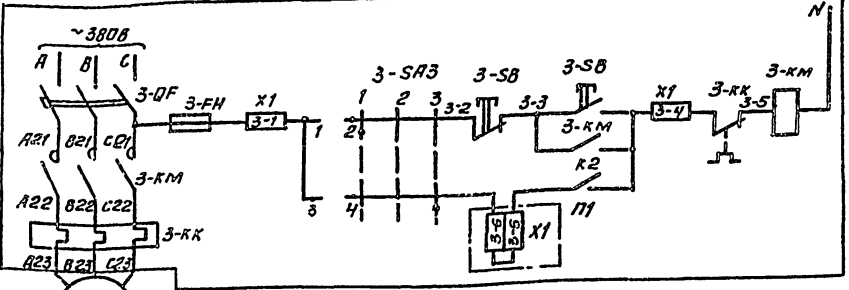 ~380В
А В С
3-QF
3-FH
X1
3-1
1
3-SA3
1 2 3
2
3-2
3-SB
3-3
3-SB
3-KM
X1
3-4
3-KK
3-5
3-KM
N
A21 B21 C21
3-KM
A22 B22 C22
3-KK
A23 B23 C23
3
4
K2
П1
3-6
3-5
X1